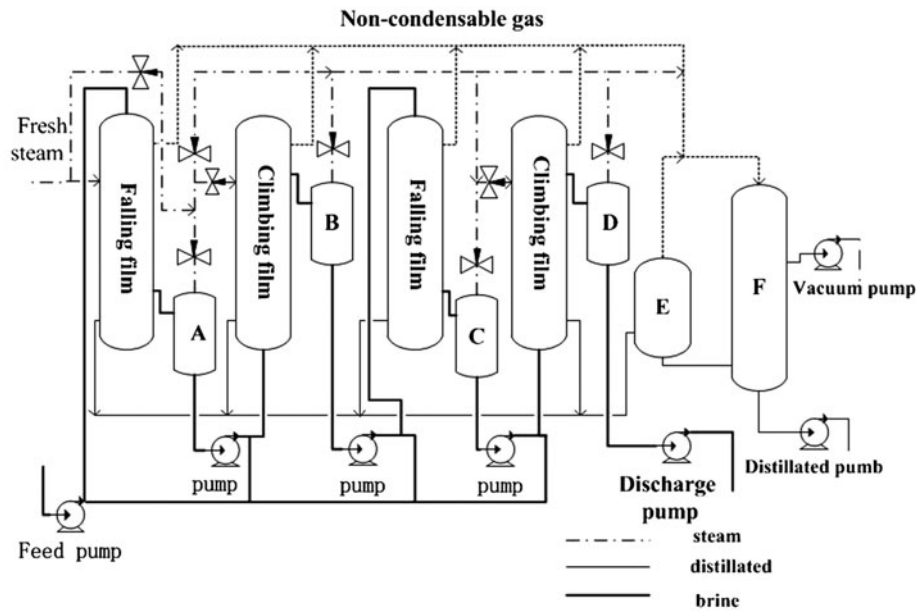 Non-condensable gas
Fresh
steam
Falling film
Climbing film
Falling film
Climbing film
A
B
C
D
E
F
Vacuum pump
pump
pump
pump
Distillated pumb
Discharge
pump
Feed pump
steam
distillated
brine